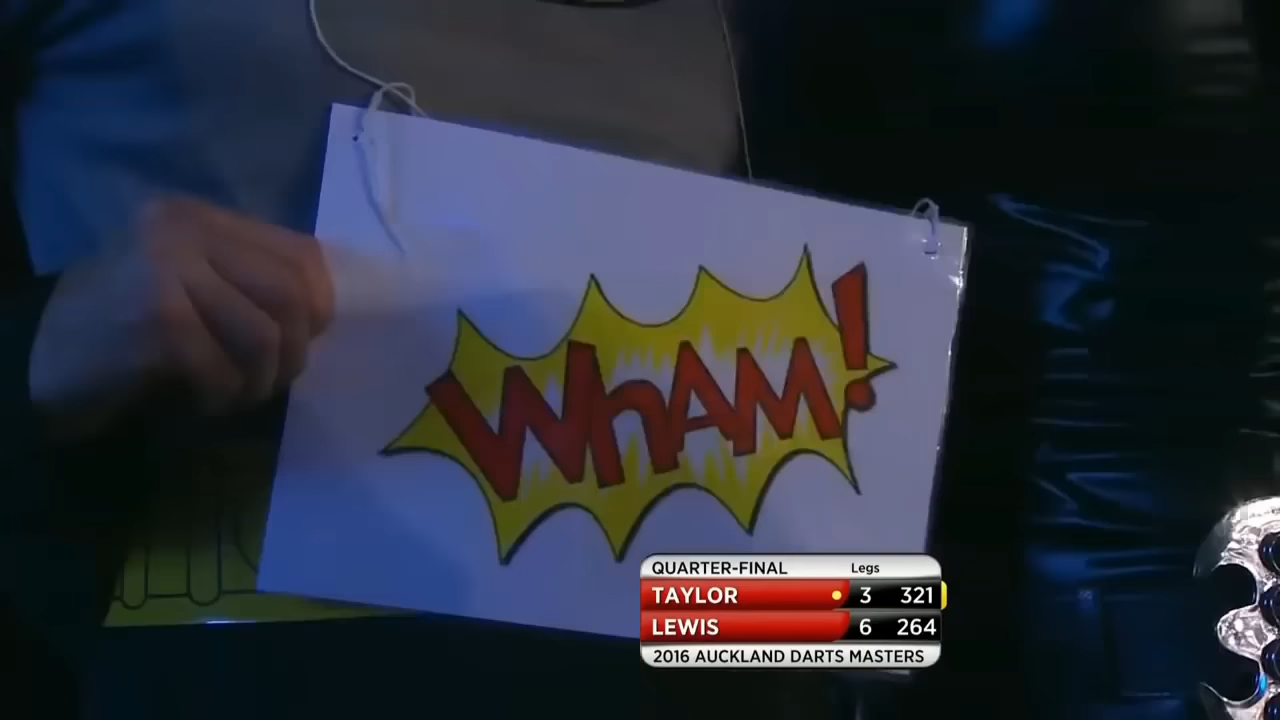 WhAM!
QUARTER-FINAL Legs
TAYLOR 3 321
LEWIS 6 264
2016 AUCKLAND DARTS MASTERS